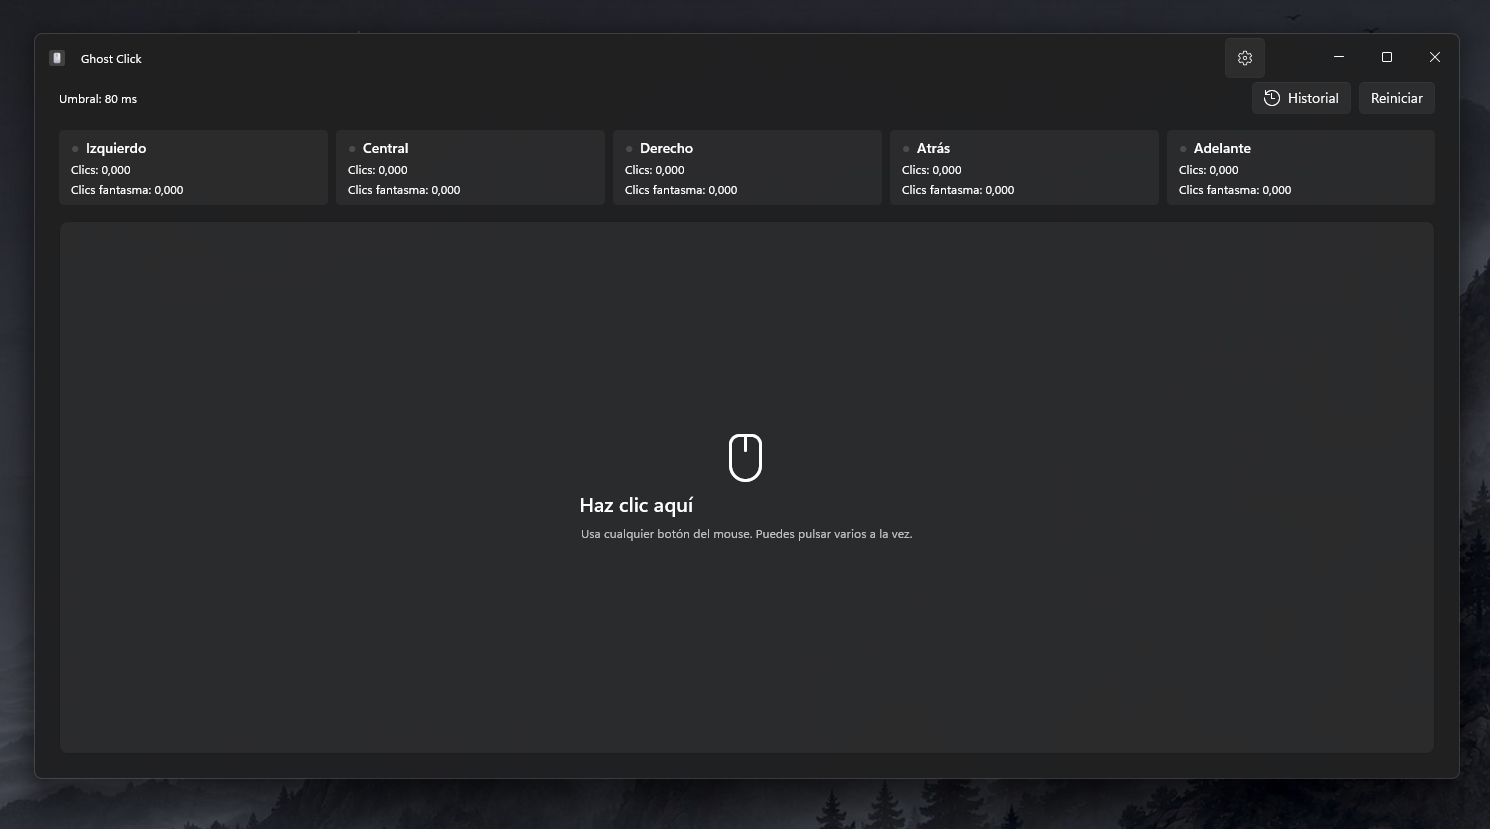 Ghost Click
Umbral: 80 ms
Historial
Reiniciar
Izquierdo
Clics: 0,000
Clics fantasma: 0,000
Central
Clics: 0,000
Clics fantasma: 0,000
Derecho
Clics: 0,000
Clics fantasma: 0,000
Atrás
Clics: 0,000
Clics fantasma: 0,000
Adelante
Clics: 0,000
Clics fantasma: 0,000
Haz clic aquí
Usa cualquier botón del mouse. Puedes pulsar varios a la vez.